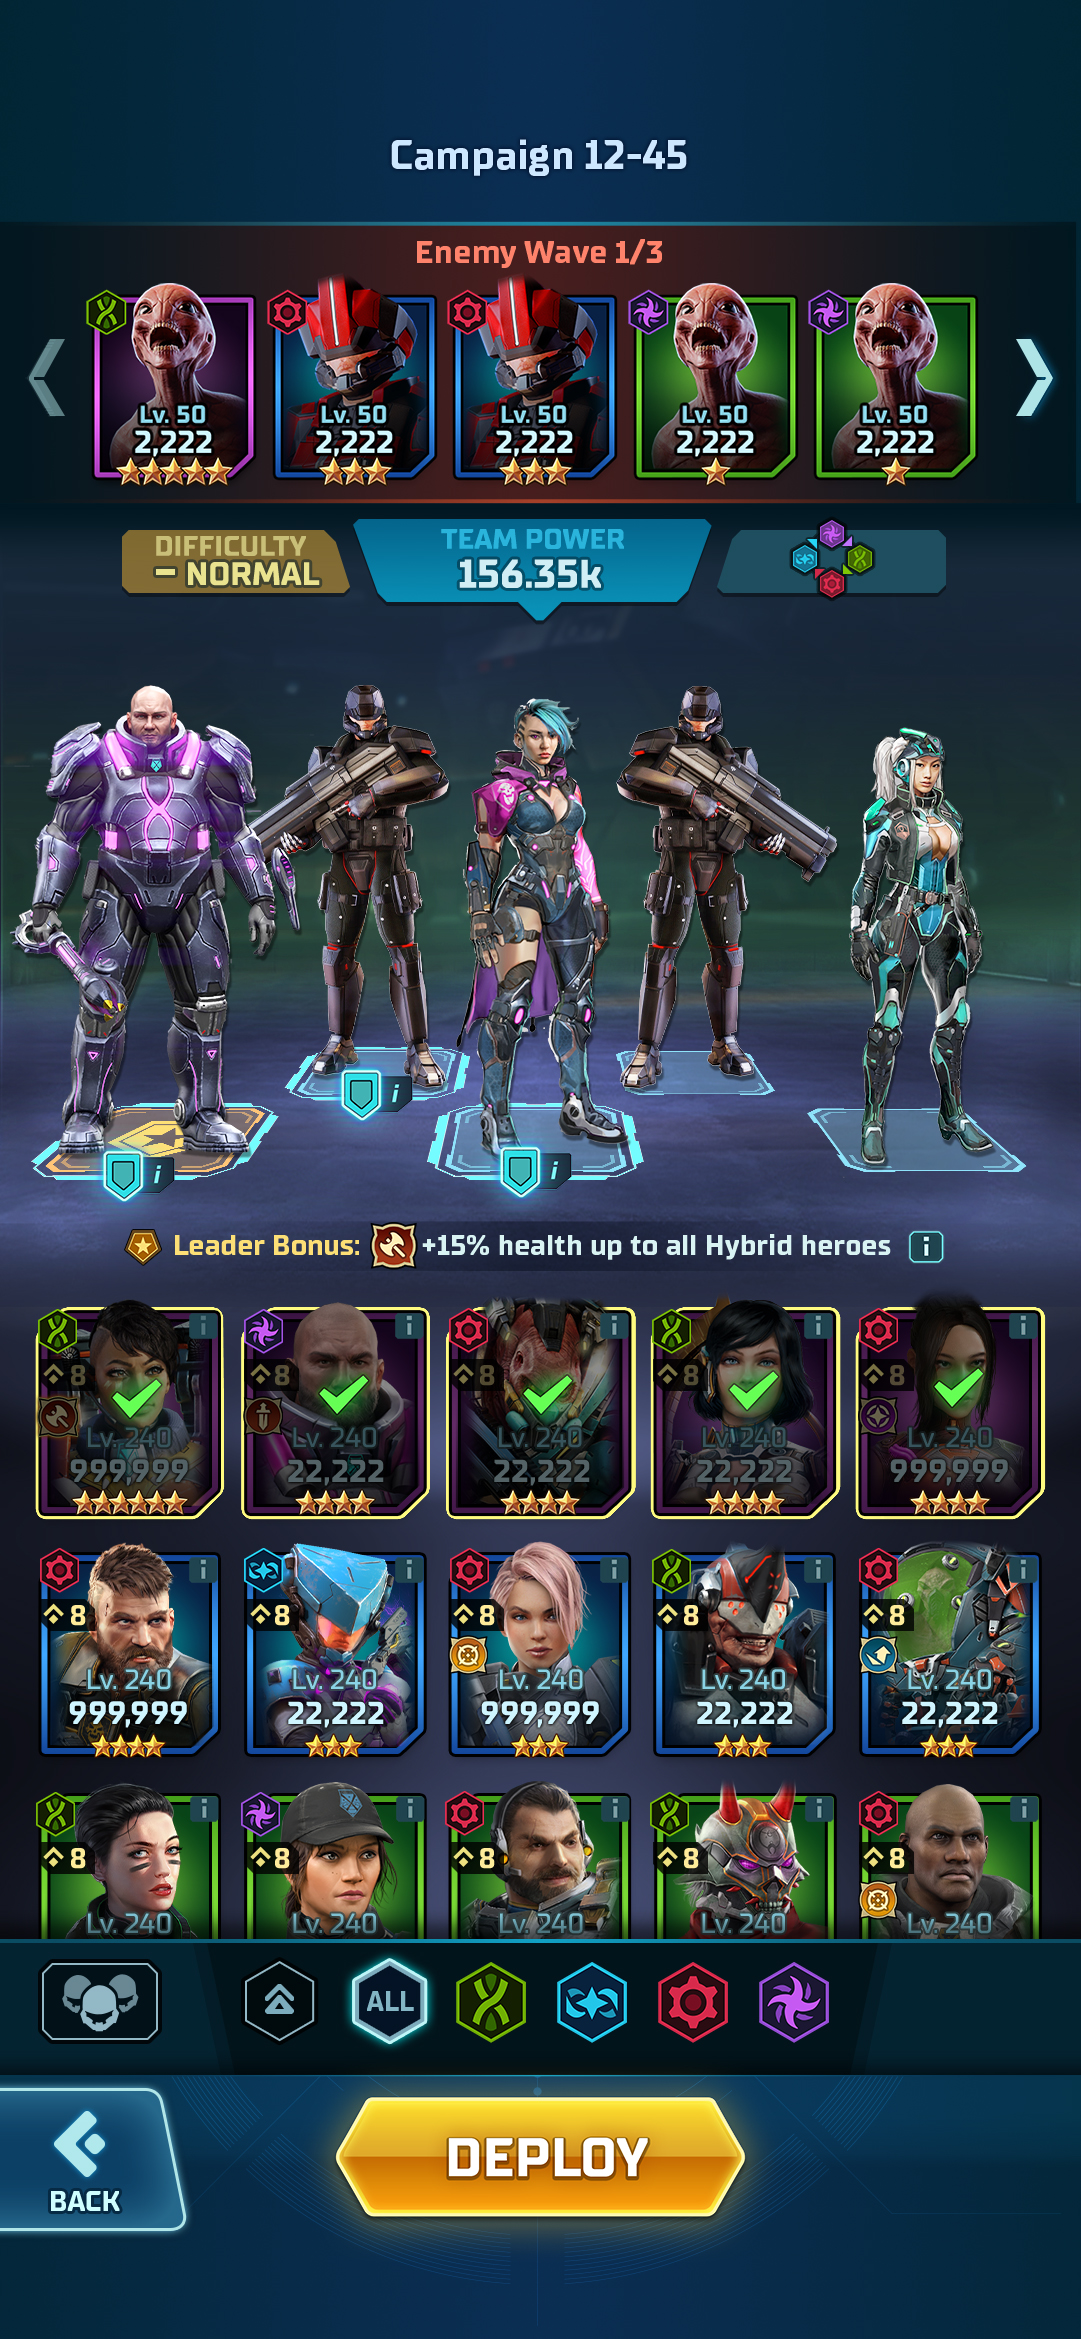 Campaign 12-45
Enemy Wave 1/3
Lv. 50 Lv. 50 Lv. 50 Lv. 50 Lv. 50
2,222 2,222 2,222 2,222 2,222
DIFFICULTY
– NORMAL
TEAM POWER
156.35k
i i i
Leader Bonus: +15% health up to all Hybrid heroes i
i i i i i
8 8 8 8 8
Lv. 240 Lv. 240 Lv. 240 Lv. 240 Lv. 240
999,999 22,222 22,222 22,222 999,999
i i i i i
8 8 8 8 8
Lv. 240 Lv. 240 Lv. 240 Lv. 240 Lv. 240
999,999 22,222 999,999 22,222 22,222
i i i i i
8 8 8 8 8
Lv. 240 Lv. 240 Lv. 240 Lv. 240 Lv. 240
ALL
DEPLOY
BACK